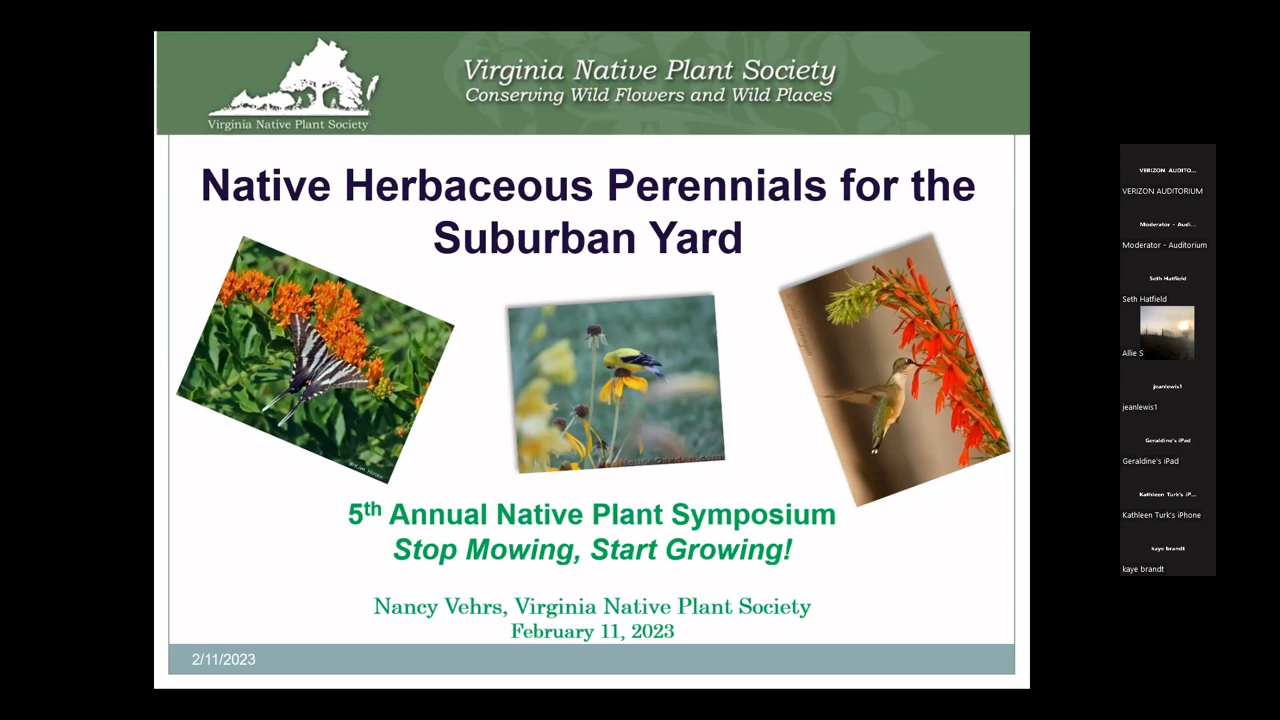 Virginia Native Plant Society
Conserving Wild Flowers and Wild Places
Virginia Native Plant Society
Native Herbaceous Perennials for the
Suburban Yard
5th Annual Native Plant Symposium
Stop Mowing, Start Growing!
Nancy Vehrs, Virginia Native Plant Society
February 11, 2023
2/11/2023
VERIZON AUDITO...
VERIZON AUDITORIUM
Moderator - Audi...
Moderator - Auditorium
Seth Hatfield
Seth Hatfield
Allie S
jeanlewis1
jeanlewis1
Geraldine's iPad
Geraldine's iPad
Kathleen Turk's iP...
Kathleen Turk's iPhone
kaye brandt
kaye brandt